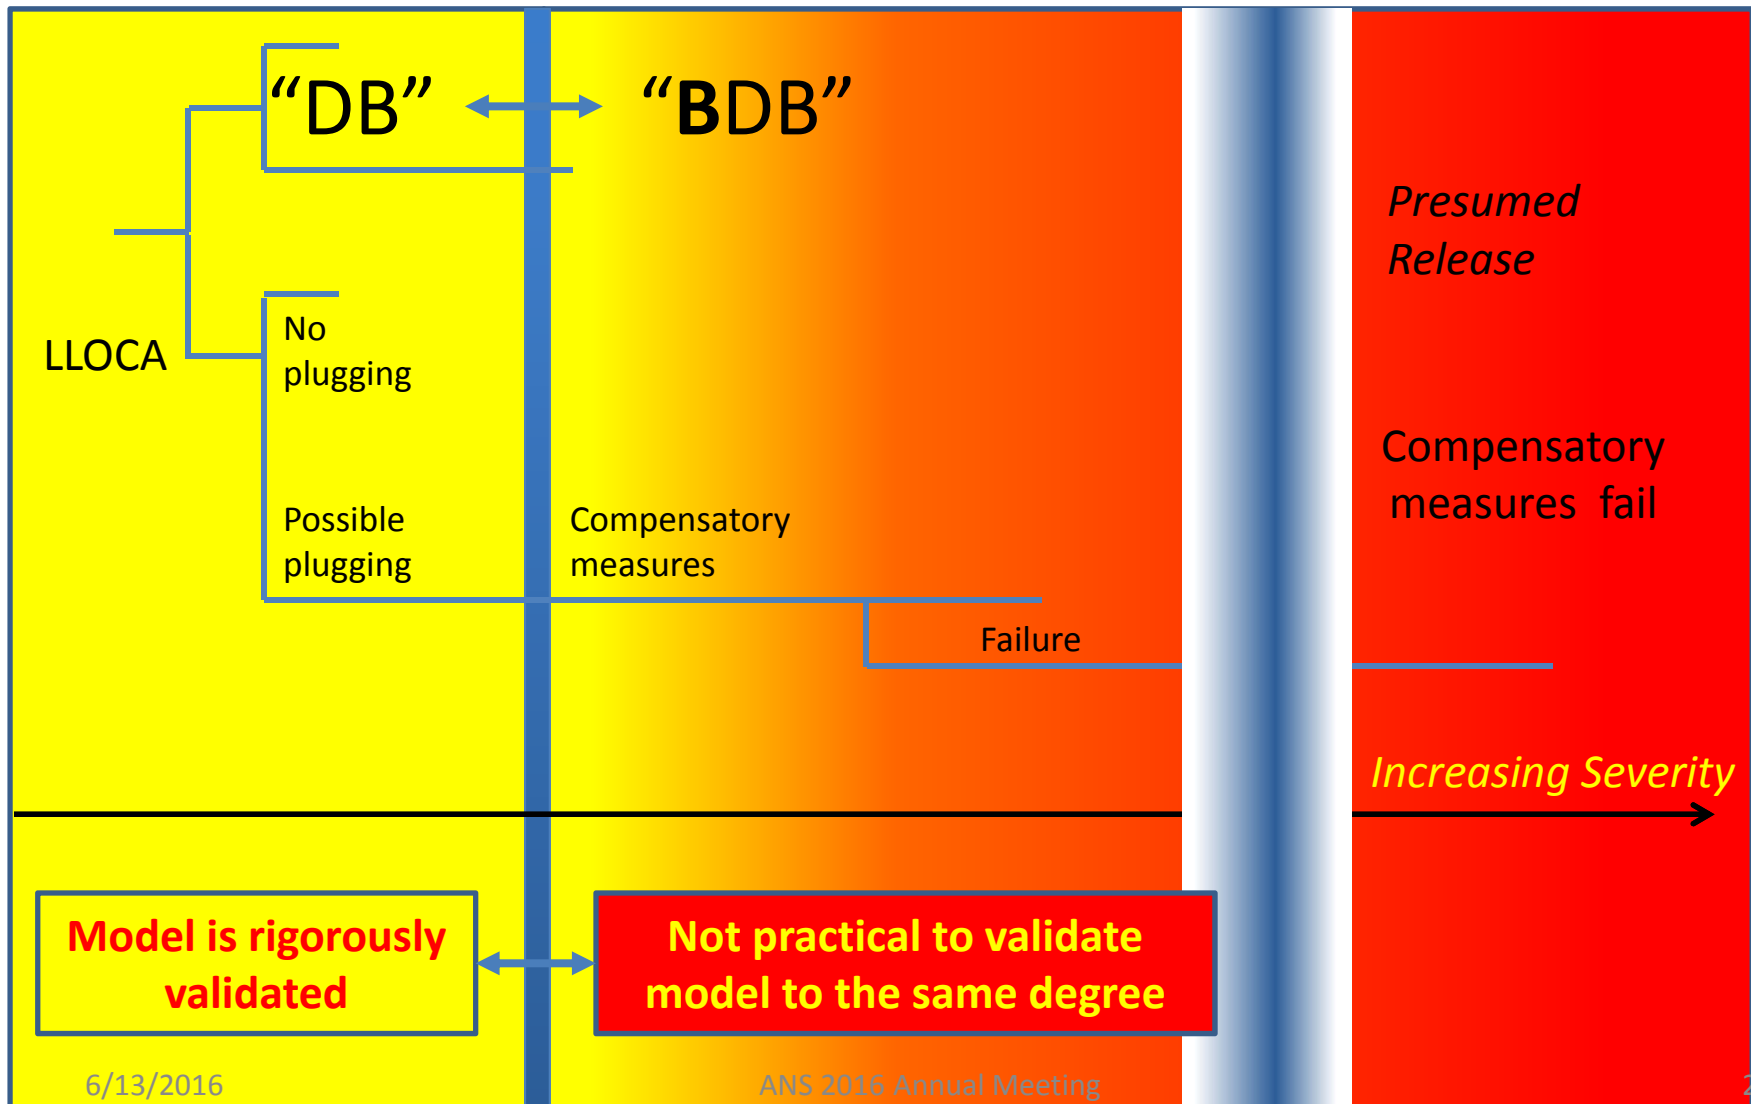 “DB”
“BDB”
Presumed
Release
LLOCA
No
plugging
Compensatory
measures  fail
Possible
plugging
Compensatory
measures
Failure
Increasing Severity
Model is rigorously
validated
Not practical to validate
model to the same degree
6/13/2016
ANS 2016 Annual Meeting
2